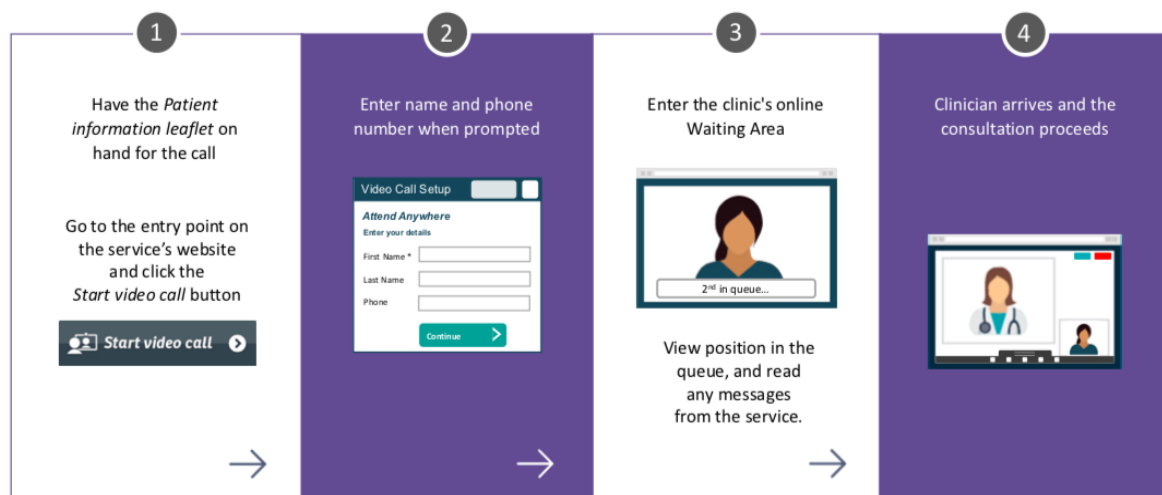 1
Have the Patient
information leaflet on
hand for the call
Go to the entry point on
the service's website
and click the
Start video call button
Start video call
2
Enter name and phone
number when prompted
Video Call Setup
Attend Anywhere
Enter your details
First Name *
Last Name
Phone
Continue
3
Enter the clinic's online
Waiting Area
2nd in queue...
View position in the
queue, and read
any messages
from the service.
4
Clinician arrives and the
consultation proceeds